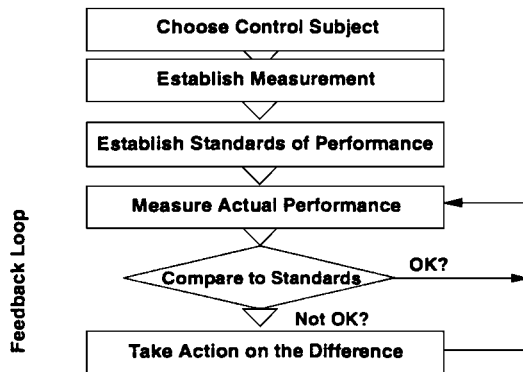 Choose Control Subject
Establish Measurement
Establish Standards of Performance
Measure Actual Performance
Compare to Standards
OK?
Not OK?
Take Action on the Difference
Feedback Loop